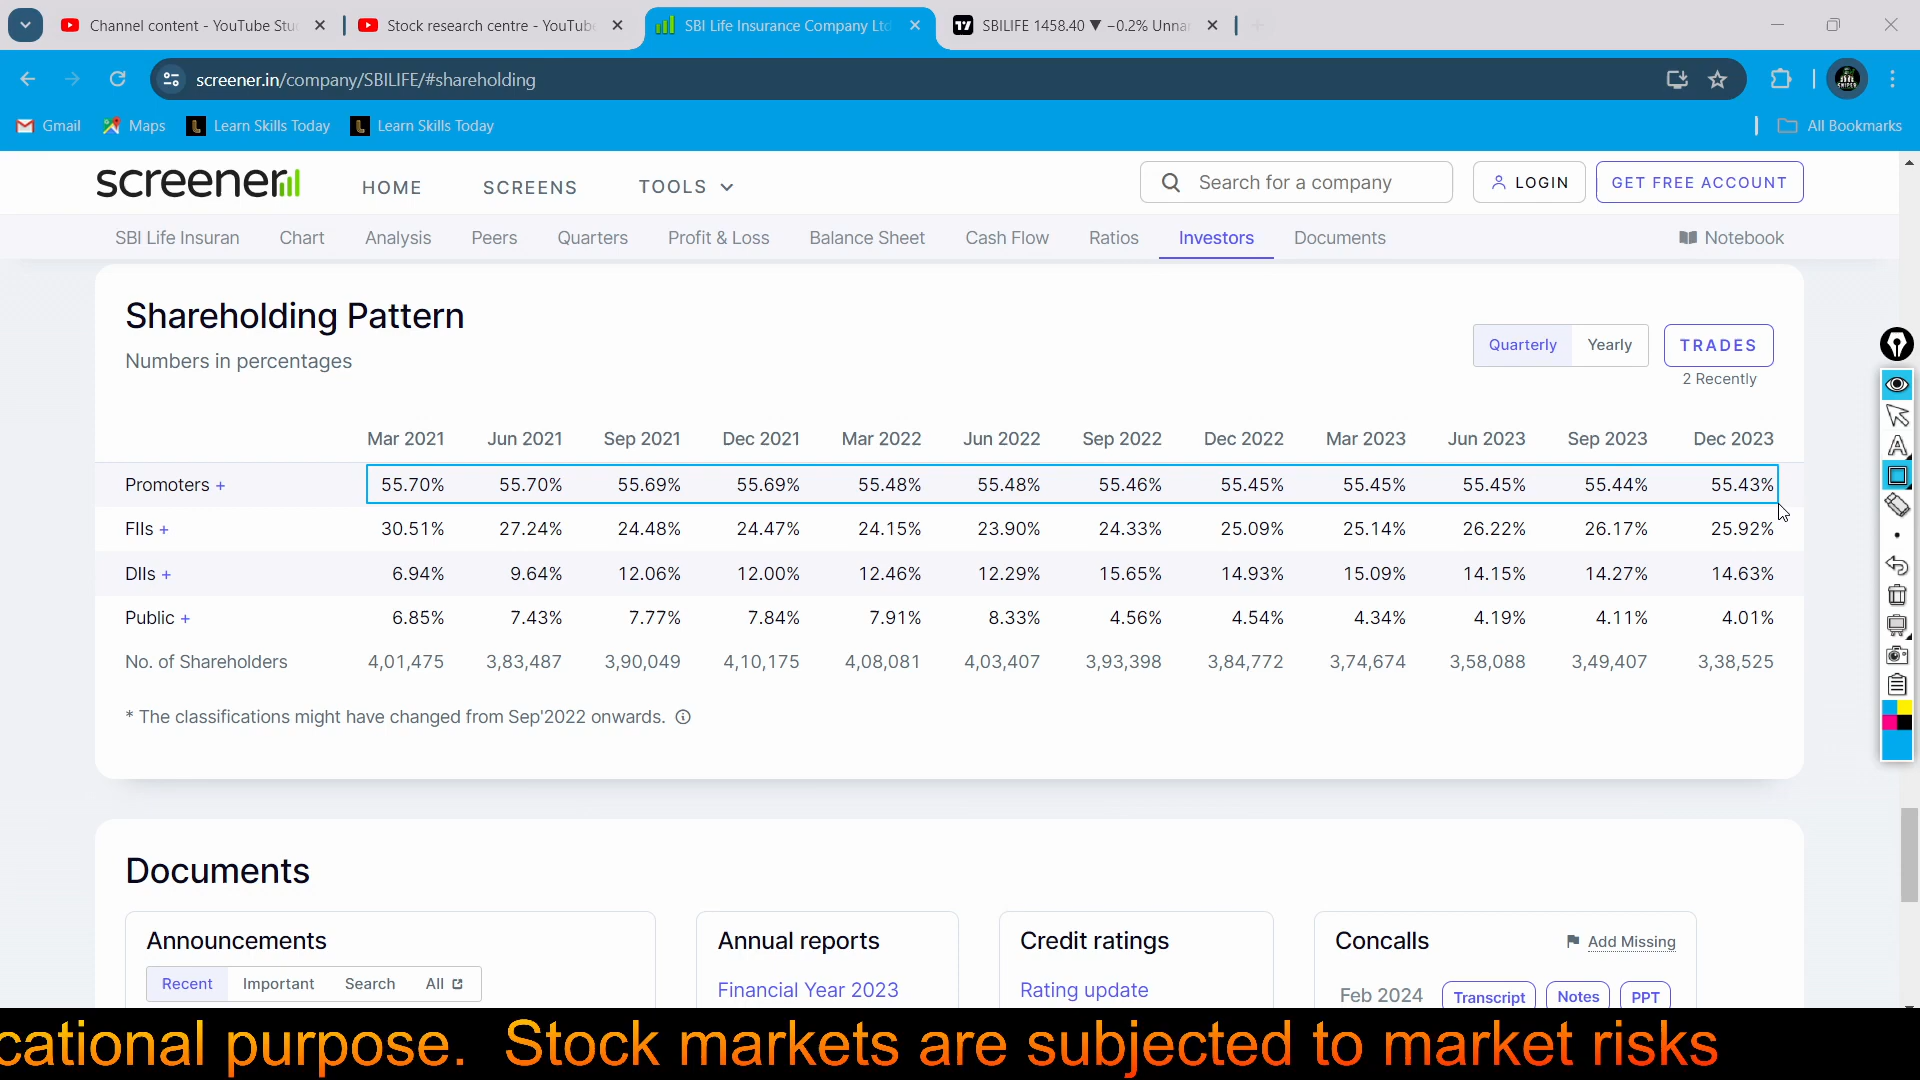 Channel content - YouTube Stu
Stock research centre - YouTube
SBI Life Insurance Company Ltd
SBILIFE 1458.40 ▼ −0.2% Unna
screener.in/company/SBILIFE/#shareholding
Gmail
Maps
Learn Skills Today
Learn Skills Today
All Bookmarks
screener
HOME
SCREENS
TOOLS
Search for a company
LOGIN
GET FREE ACCOUNT
SBI Life Insuran
Chart
Analysis
Peers
Quarters
Profit & Loss
Balance Sheet
Cash Flow
Ratios
Investors
Documents
Notebook
Shareholding Pattern
Numbers in percentages
Quarterly
Yearly
TRADES
2 Recently
Mar 2021 Jun 2021 Sep 2021 Dec 2021 Mar 2022 Jun 2022 Sep 2022 Dec 2022 Mar 2023 Jun 2023 Sep 2023 Dec 2023
Promoters + 55.70% 55.70% 55.69% 55.69% 55.48% 55.48% 55.46% 55.45% 55.45% 55.45% 55.44% 55.43%
FIIs + 30.51% 27.24% 24.48% 24.47% 24.15% 23.90% 24.33% 25.09% 25.14% 26.22% 26.17% 25.92%
DIIs + 6.94% 9.64% 12.06% 12.00% 12.46% 12.29% 15.65% 14.93% 15.09% 14.15% 14.27% 14.63%
Public + 6.85% 7.43% 7.77% 7.84% 7.91% 8.33% 4.56% 4.54% 4.34% 4.19% 4.11% 4.01%
No. of Shareholders 4,01,475 3,83,487 3,90,049 4,10,175 4,08,081 4,03,407 3,93,398 3,84,772 3,74,674 3,58,088 3,49,407 3,38,525
* The classifications might have changed from Sep'2022 onwards.
Documents
Announcements
Recent
Important
Search
All
Annual reports
Financial Year 2023
Credit ratings
Rating update
Concalls
Add Missing
Feb 2024
Transcript
Notes
PPT
cational purpose. Stock markets are subjected to market risks